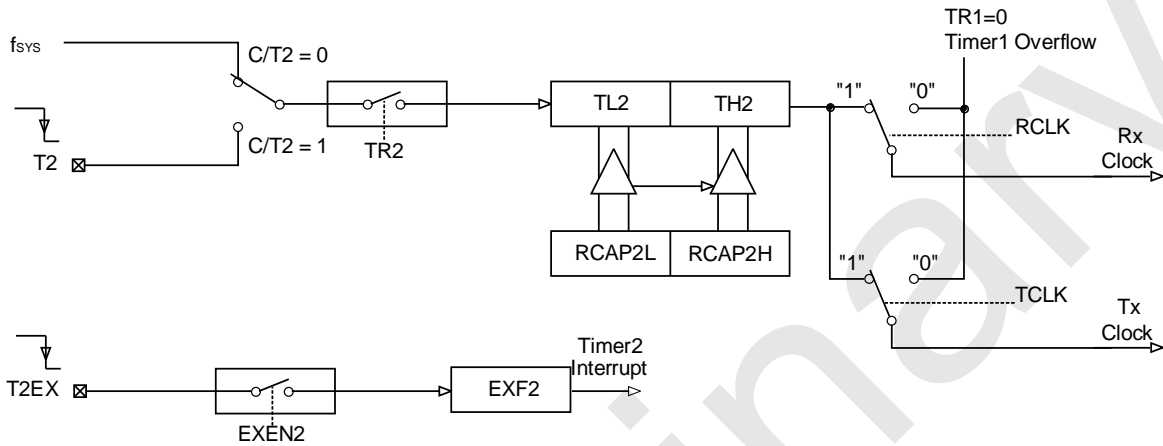 TR1=0
Timer1 Overflow
fSYS
C/T2 = 0
TL2
TH2
"1"
"0"
RCLK
Rx
Clock
T2
C/T2 = 1
TR2
RCAP2L
RCAP2H
"1"
"0"
TCLK
Tx
Clock
T2EX
EXEN2
EXF2
Timer2
Interrupt